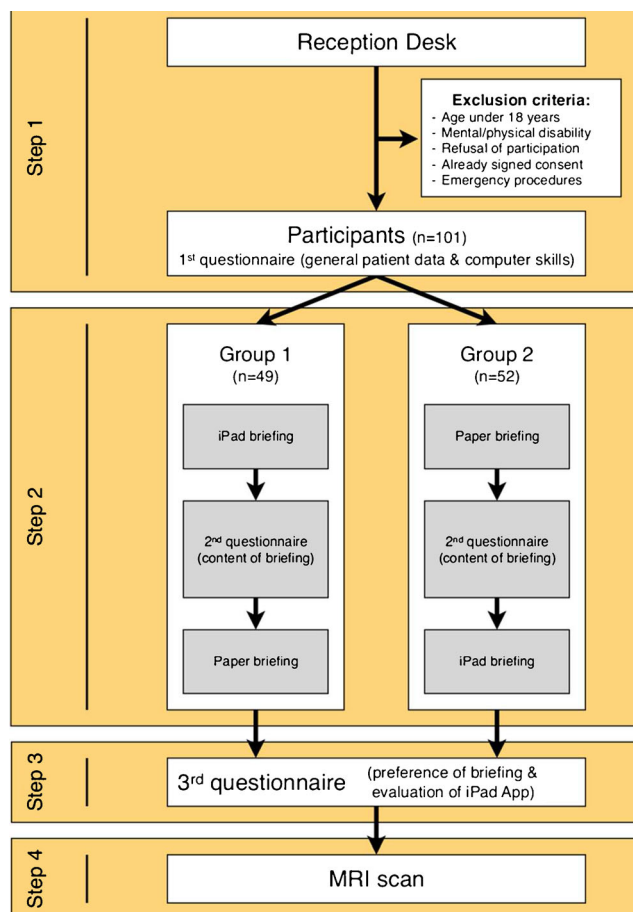 Step 1
Reception Desk
Exclusion criteria:
- Age under 18 years
- Mental/physical disability
- Refusal of participation
- Already signed consent
- Emergency procedures
Participants (n=101)
1st questionnaire (general patient data & computer skills)
Step 2
Group 1
(n=49)
iPad briefing
2nd questionnaire
(content of briefing)
Paper briefing
Group 2
(n=52)
Paper briefing
2nd questionnaire
(content of briefing)
iPad briefing
Step 3
3rd questionnaire (preference of briefing &
evaluation of iPad App)
Step 4
MRI scan